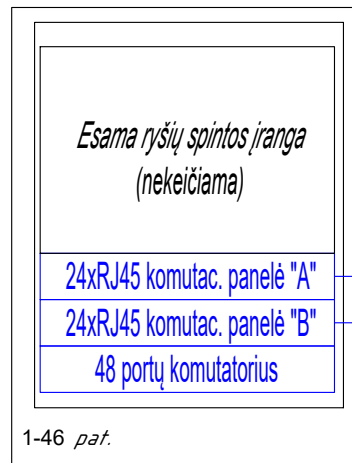 Esama ryšių spintos įranga
(nekeičiama)
24xRJ45 komutac. panelė "A"
24xRJ45 komutac. panelė "B"
48 portų komutatorius
1-46 pat.